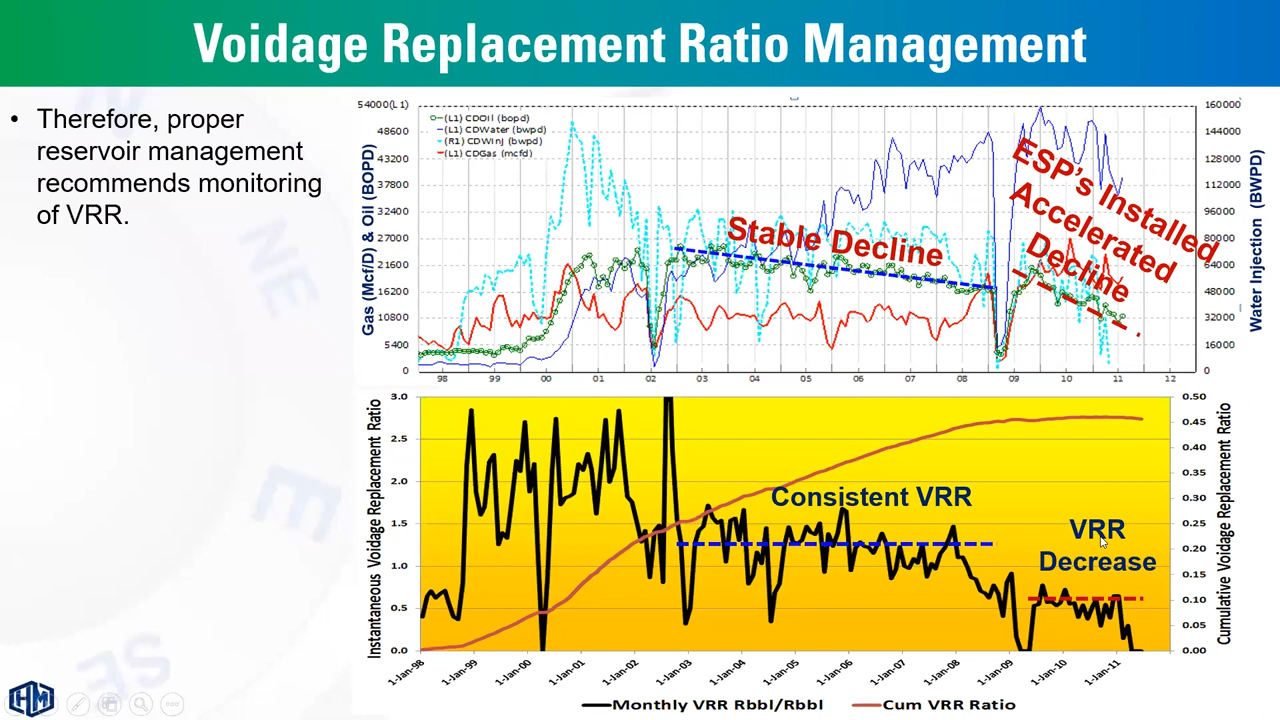 Voidage Replacement Ratio Management
• Therefore, proper
reservoir management
recommends monitoring
of VRR.
54000(L1)
48600
43200
37800
32400
27000
21600
16200
10800
5400
0
Gas (Mcf/D) & Oil (BOPD)
(L1) CDOil (bopd)
(L1) CDWater (bwpd)
(R1) CDWInj (bwpd)
(L1) CDGas (mcfd)
Stable Decline
ESP's Installed
Accelerated
Decline
160000
144000
128000
112000
96000
80000
64000
48000
32000
16000
0
Water Injection (BWPD)
98 99 00 01 02 03 04 05 06 07 08 09 10 11 12
3.0
2.5
2.0
1.5
1.0
0.5
0.0
Instantaneous Voidage Replacement Ratio
Consistent VRR
VRR
Decrease
0.50
0.45
0.40
0.35
0.30
0.25
0.20
0.15
0.10
0.05
0.00
Cumulative Voidage Replacement Ratio
1-Jan-98 1-Jan-99 1-Jan-00 1-Jan-01 1-Jan-02 1-Jan-03 1-Jan-04 1-Jan-05 1-Jan-06 1-Jan-07 1-Jan-08 1-Jan-09 1-Jan-10 1-Jan-11
Monthly VRR Rbbl/Rbbl Cum VRR Ratio
NE
E
SE
HM